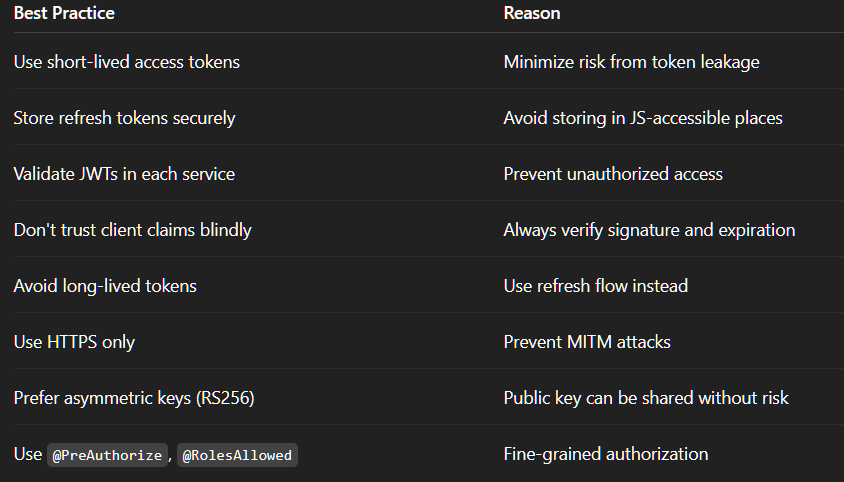 Best Practice Reason
Use short-lived access tokens Minimize risk from token leakage
Store refresh tokens securely Avoid storing in JS-accessible places
Validate JWTs in each service Prevent unauthorized access
Don't trust client claims blindly Always verify signature and expiration
Avoid long-lived tokens Use refresh flow instead
Use HTTPS only Prevent MITM attacks
Prefer asymmetric keys (RS256) Public key can be shared without risk
Use @PreAuthorize, @RolesAllowed Fine-grained authorization